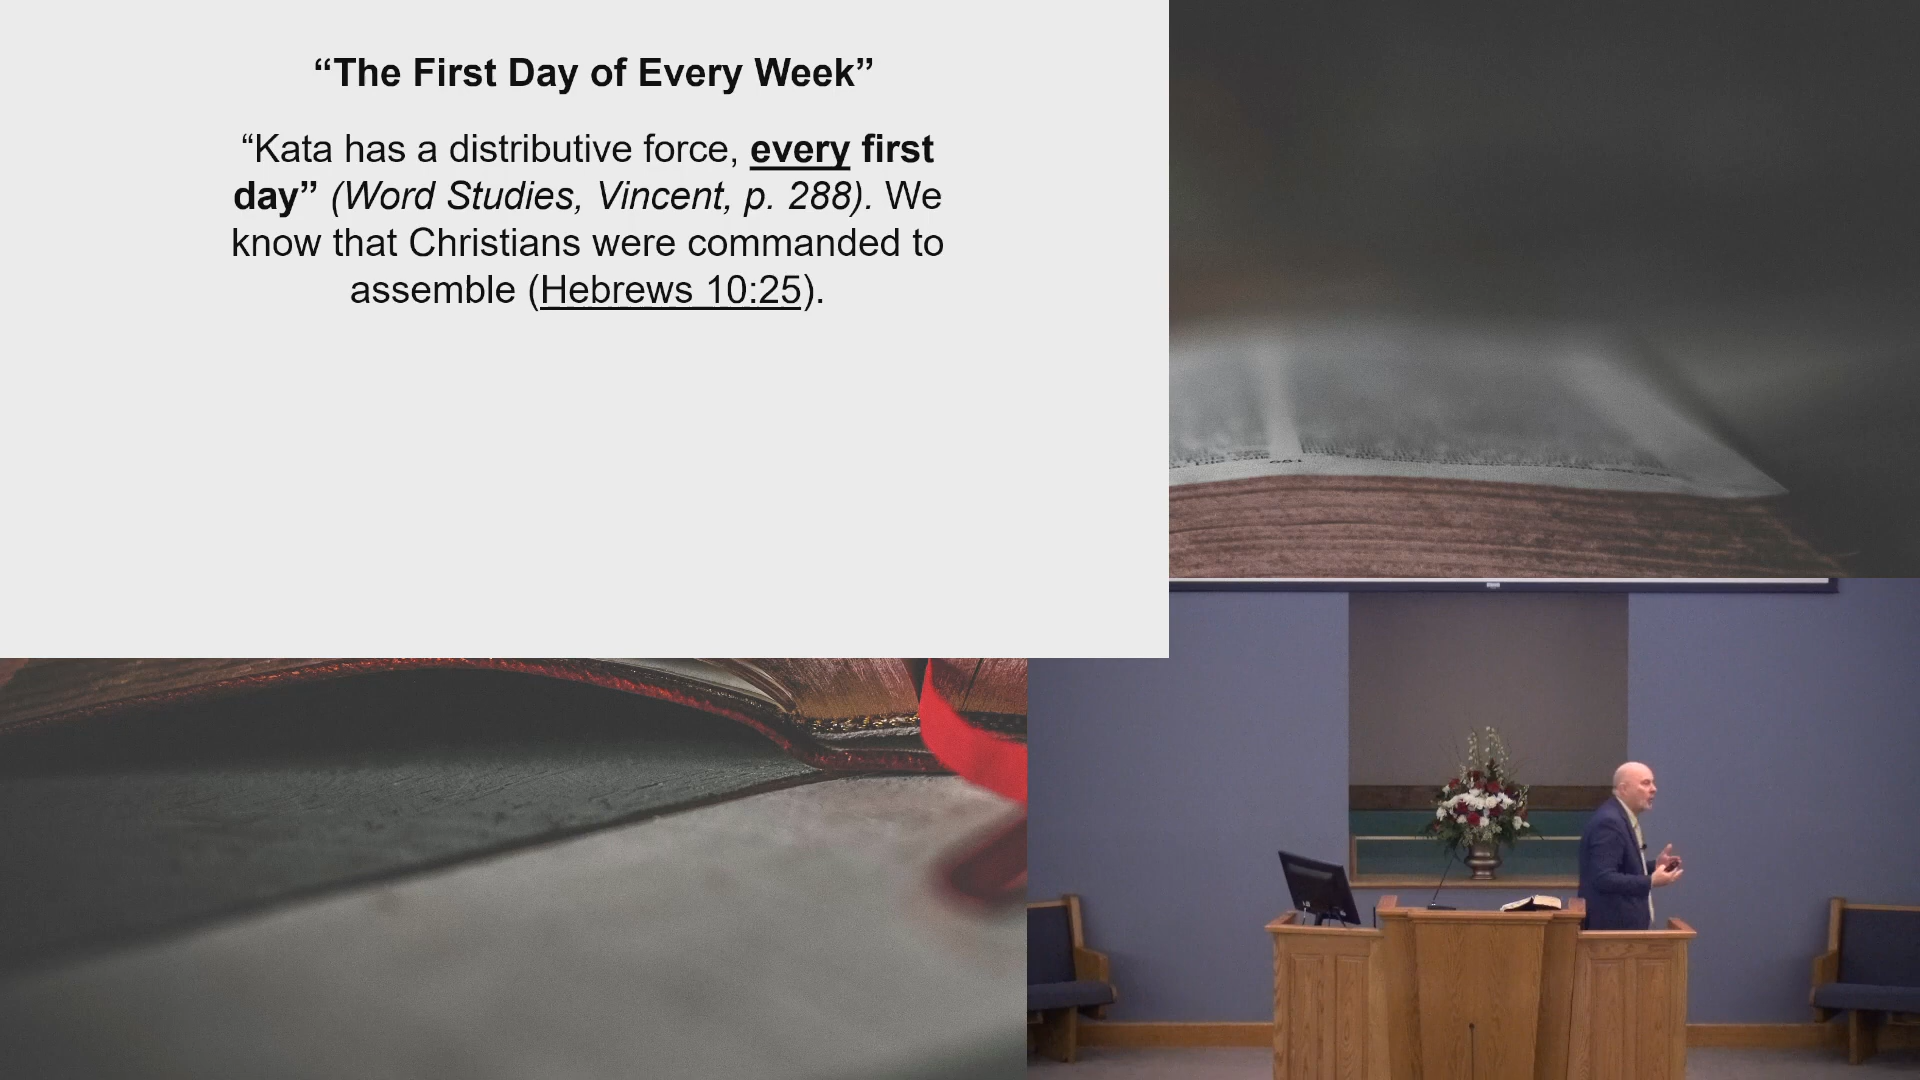 “The First Day of Every Week”
“Kata has a distributive force, every first
day” (Word Studies, Vincent, p. 288). We
know that Christians were commanded to
assemble (Hebrews 10:25).